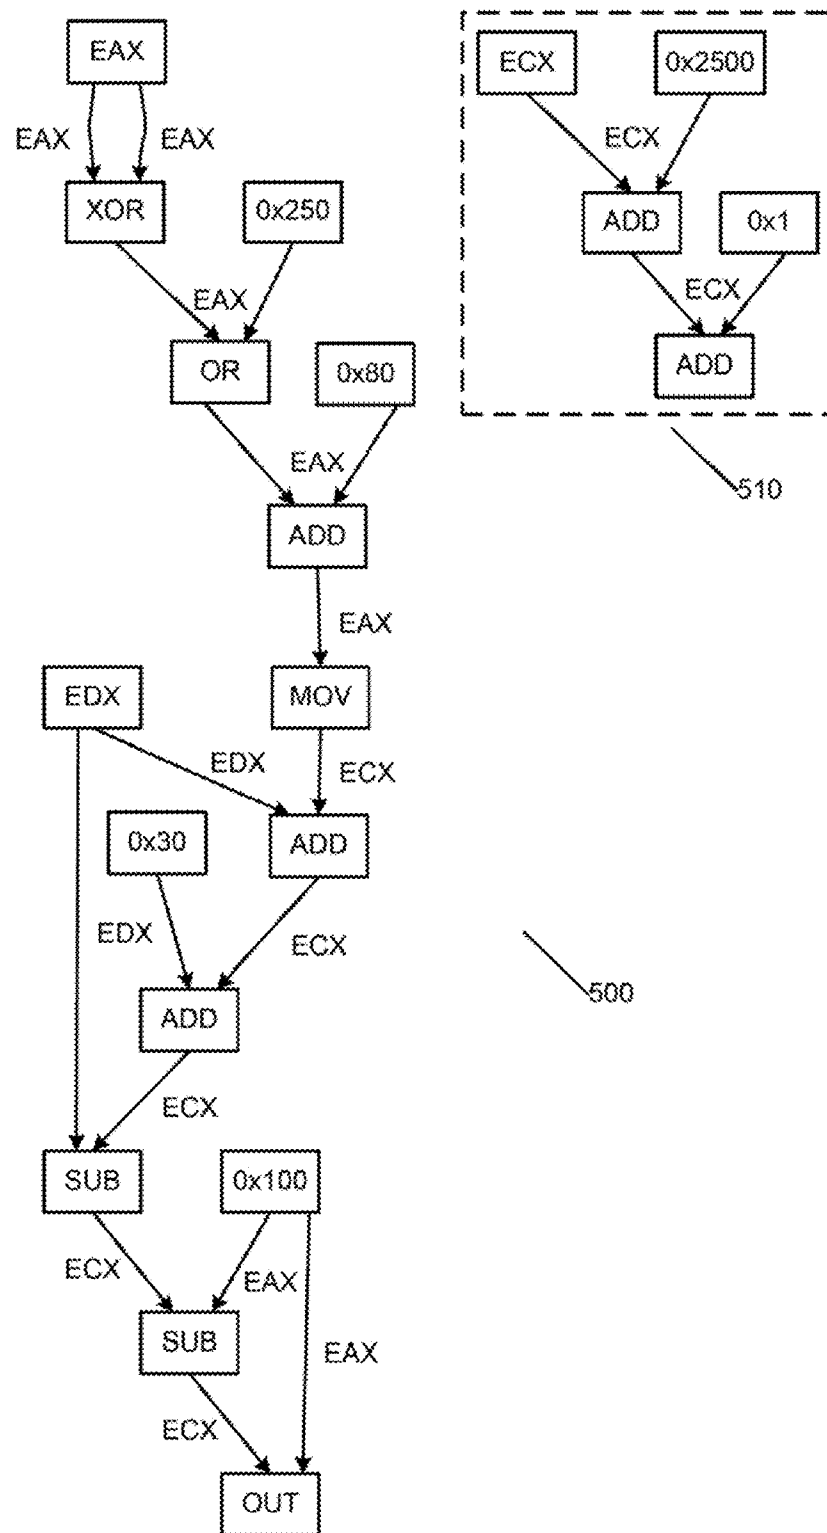 EAX
EAX
EAX
XOR
0x250
EAX
OR
0x80
EAX
ADD
EAX
EDX
MOV
EDX
ECX
0x30
ADD
EDX
ECX
ADD
ECX
SUB
0x100
ECX
EAX
SUB
EAX
ECX
OUT
ECX
0x2500
ECX
ADD
0x1
ECX
ADD
510
500